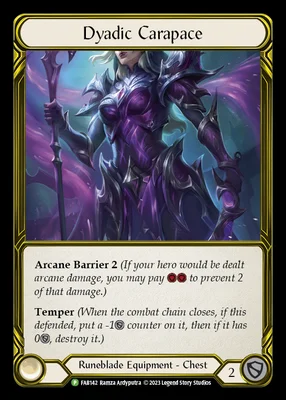 Dyadic Carapace
Arcane Barrier 2 (If your hero would be dealt
arcane damage, you may pay to prevent 2
of that damage.)
Temper (When the combat chain closes, if this
defended, put a -1 counter on it, then if it has
0, destroy it.)
Runeblade Equipment - Chest
2
P FAB142 Ramza Ardyputra © 2023 Legend Story Studios